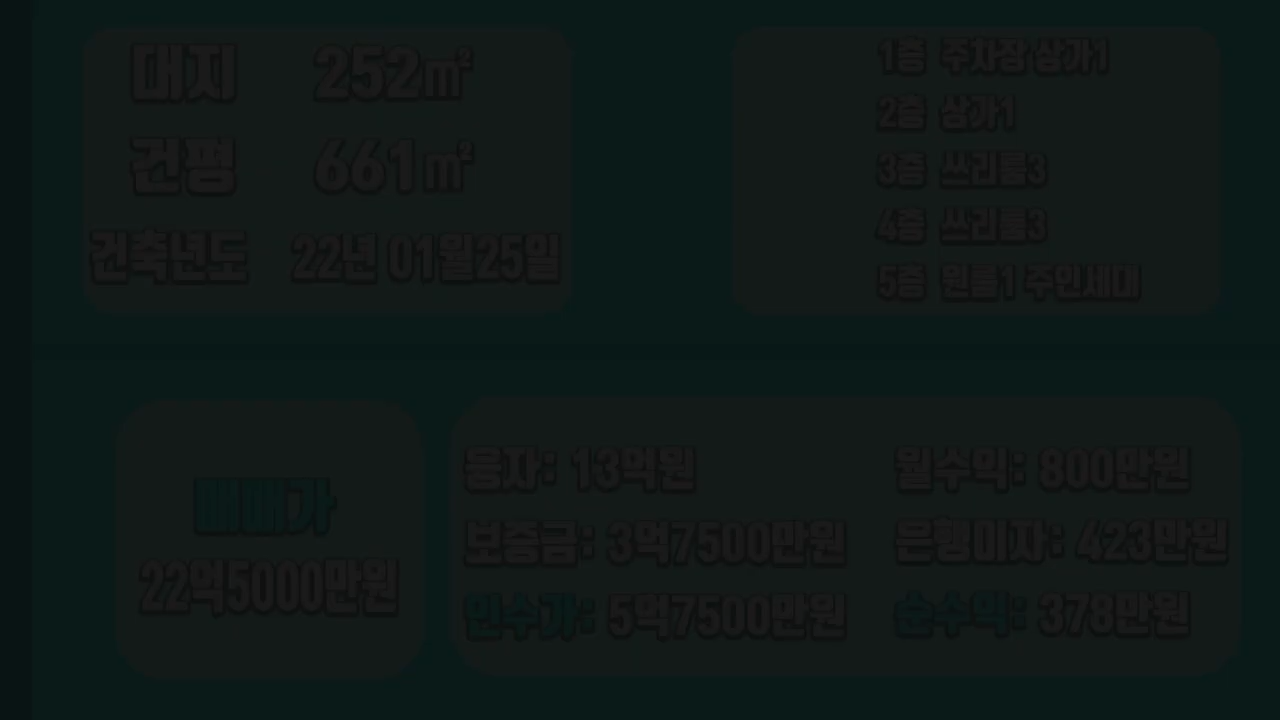 대지 252㎡
건평 661㎡
건축년도 22년 01월25일
1층 주차장 상가1
2층 상가1
3층 쓰리룸3
4층 쓰리룸3
5층 원룸1 주인세대
매매가
22억5000만원
융자: 13억원
보증금: 3억7500만원
인수가: 5억7500만원
월수익: 800만원
은행이자: 423만원
순수익: 378만원